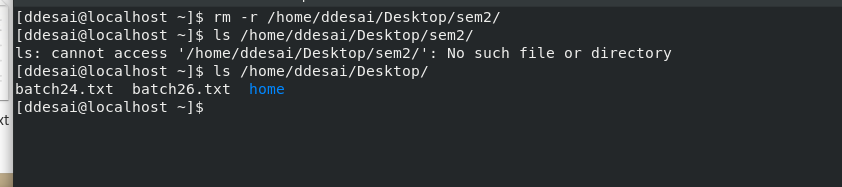 [ddesai@localhost ~]$ rm -r /home/ddesai/Desktop/sem2/
[ddesai@localhost ~]$ ls /home/ddesai/Desktop/sem2/
ls: cannot access '/home/ddesai/Desktop/sem2/': No such file or directory
[ddesai@localhost ~]$ ls /home/ddesai/Desktop/
batch24.txt  batch26.txt  home
[ddesai@localhost ~]$
xt